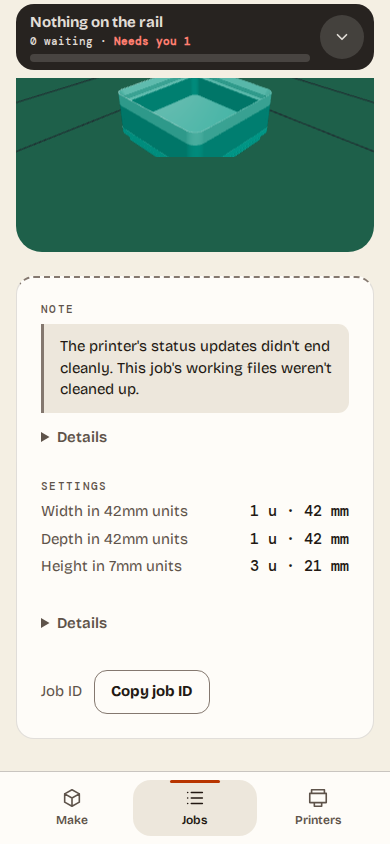 Nothing on the rail
0 waiting · Needs you 1
NOTE
The printer's status updates didn't end
cleanly. This job's working files weren't
cleaned up.
Details
SETTINGS
Width in 42mm units 1 u · 42 mm
Depth in 42mm units 1 u · 42 mm
Height in 7mm units 3 u · 21 mm
Details
Job ID Copy job ID
Make Jobs Printers